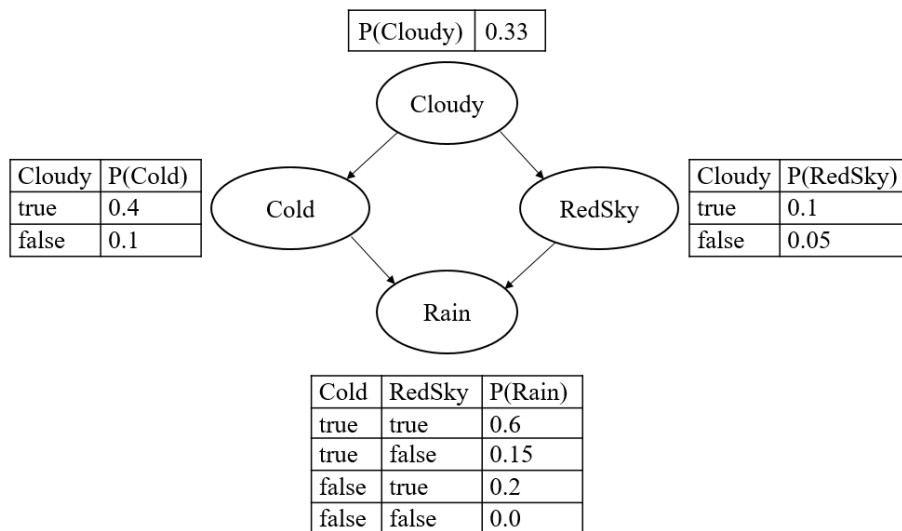 P(Cloudy) 0.33
Cloudy
Cloudy P(Cold)
true 0.4
false 0.1
Cold
RedSky
Cloudy P(RedSky)
true 0.1
false 0.05
Rain
Cold RedSky P(Rain)
true true 0.6
true false 0.15
false true 0.2
false false 0.0